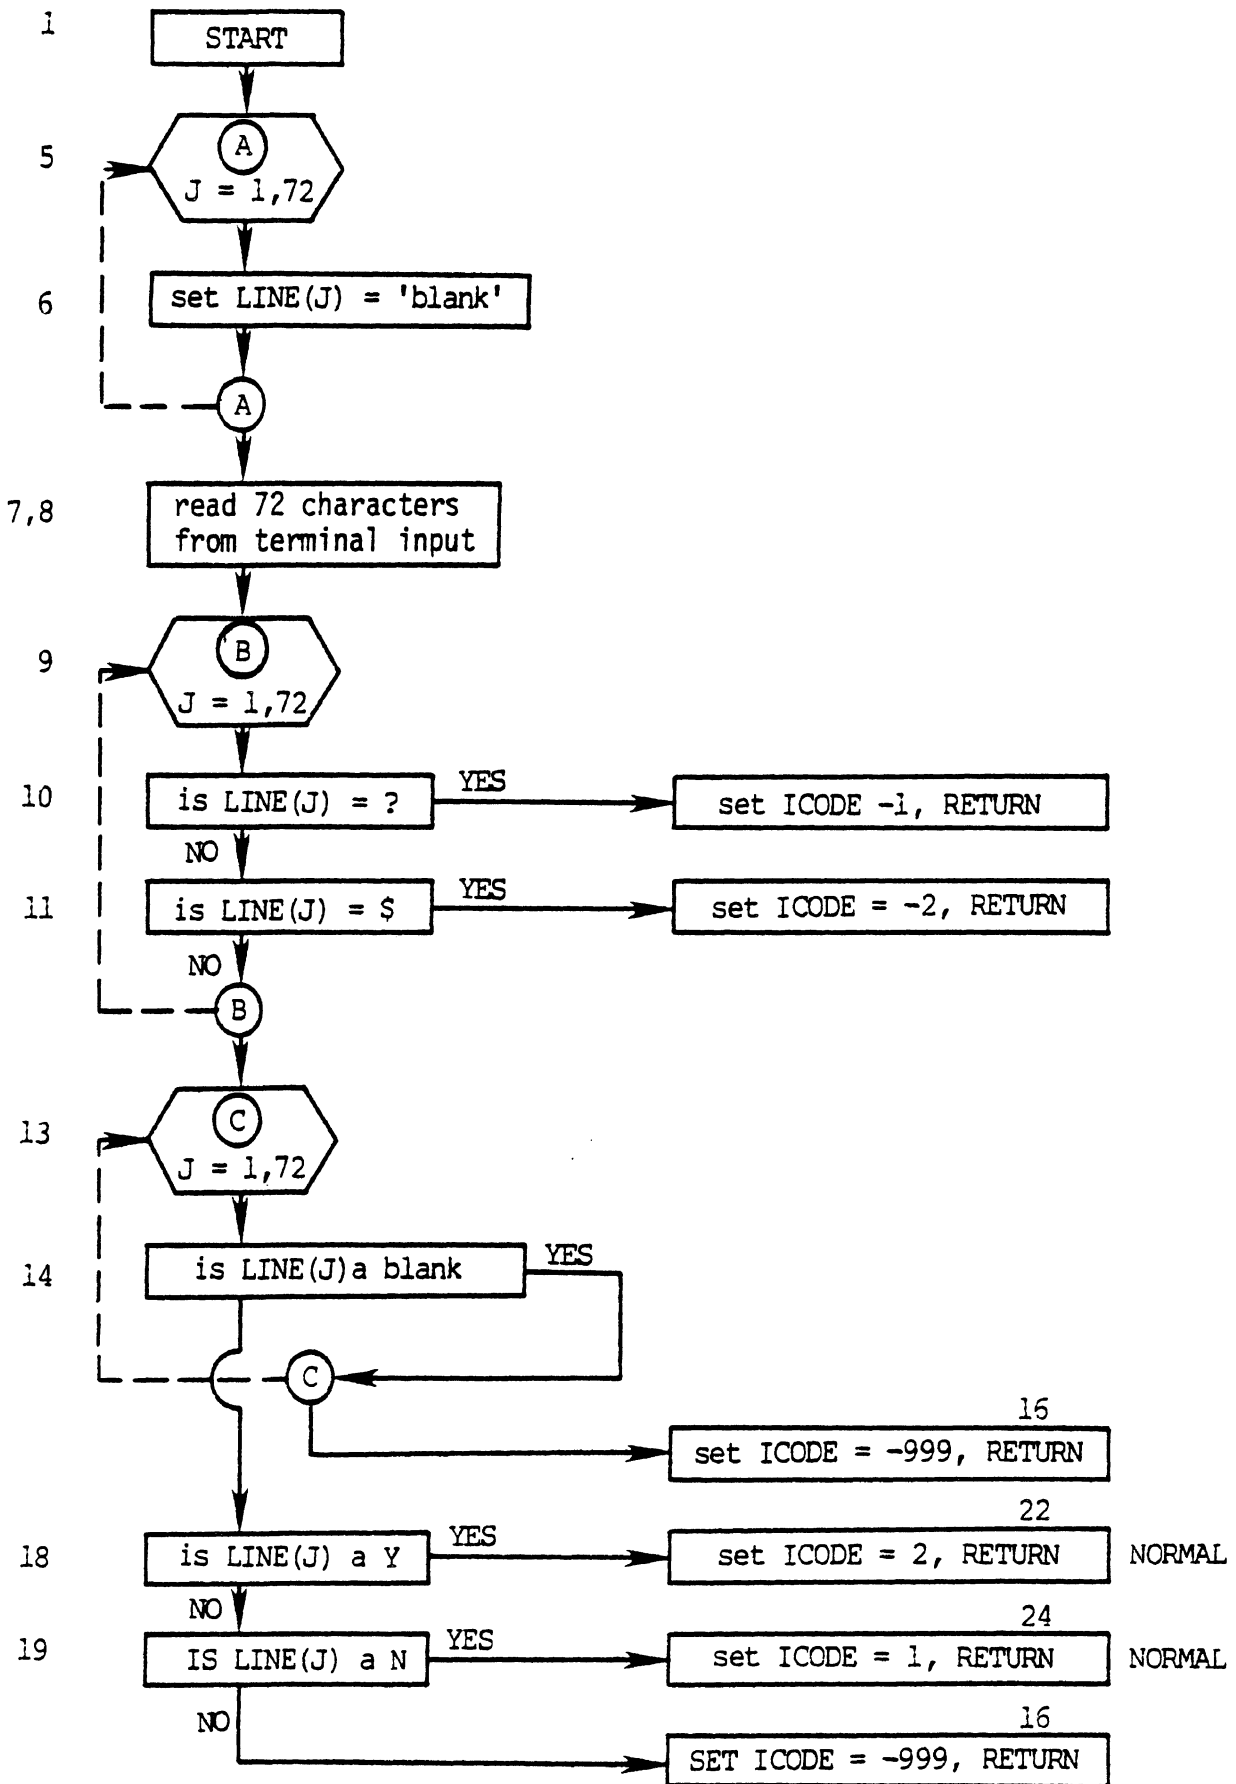 1
START
A
5
J = 1,72
6
set LINE(J) = 'blank'
A
7,8
read 72 characters
from terminal input
B
9
J = 1,72
10
is LINE(J) = ?
YES
set ICODE -1, RETURN
NO
11
is LINE(J) = $
YES
set ICODE = -2, RETURN
NO
B
C
13
J = 1,72
14
is LINE(J)a blank
YES
C
16
set ICODE = -999, RETURN
22
18
is LINE(J) a Y
YES
set ICODE = 2, RETURN
NORMAL
NO
24
19
IS LINE(J) a N
YES
set ICODE = 1, RETURN
NORMAL
NO
16
SET ICODE = -999, RETURN